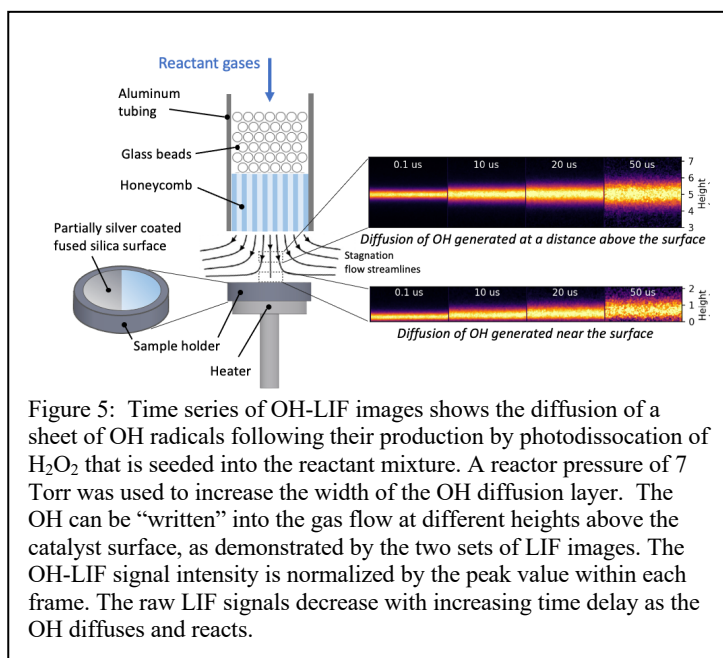 Reactant gases
Aluminum
tubing
Glass beads
Honeycomb
Partially silver coated
fused silica surface
Sample holder
Heater
Stagnation
flow streamlines
0.1 us 10 us 20 us 50 us
7
6
5
4
3
Height
Diffusion of OH generated at a distance above the surface
0.1 us 10 us 20 us 50 us
2
1
0
Height
Diffusion of OH generated near the surface
Figure 5: Time series of OH-LIF images shows the diffusion of a
sheet of OH radicals following their production by photodissocation of
H₂O₂ that is seeded into the reactant mixture. A reactor pressure of 7
Torr was used to increase the width of the OH diffusion layer. The
OH can be “written” into the gas flow at different heights above the
catalyst surface, as demonstrated by the two sets of LIF images. The
OH-LIF signal intensity is normalized by the peak value within each
frame. The raw LIF signals decrease with increasing time delay as the
OH diffuses and reacts.